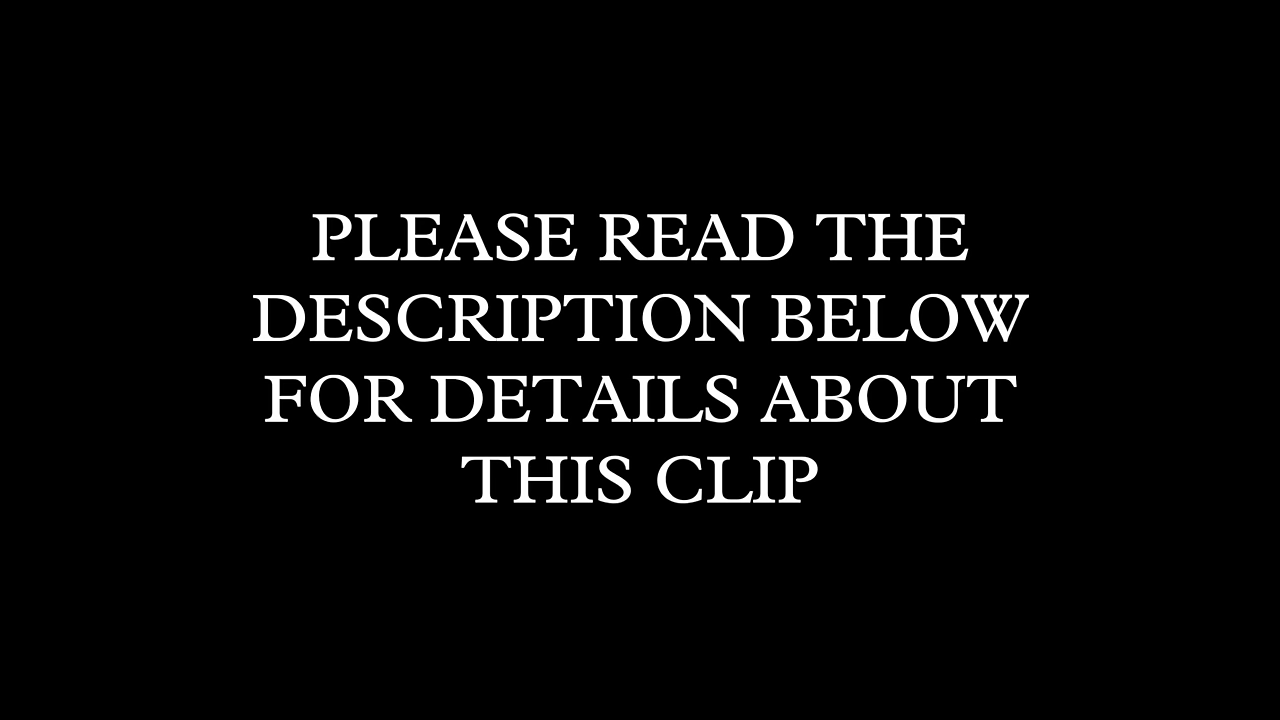 PLEASE READ THE
DESCRIPTION BELOW
FOR DETAILS ABOUT
THIS CLIP